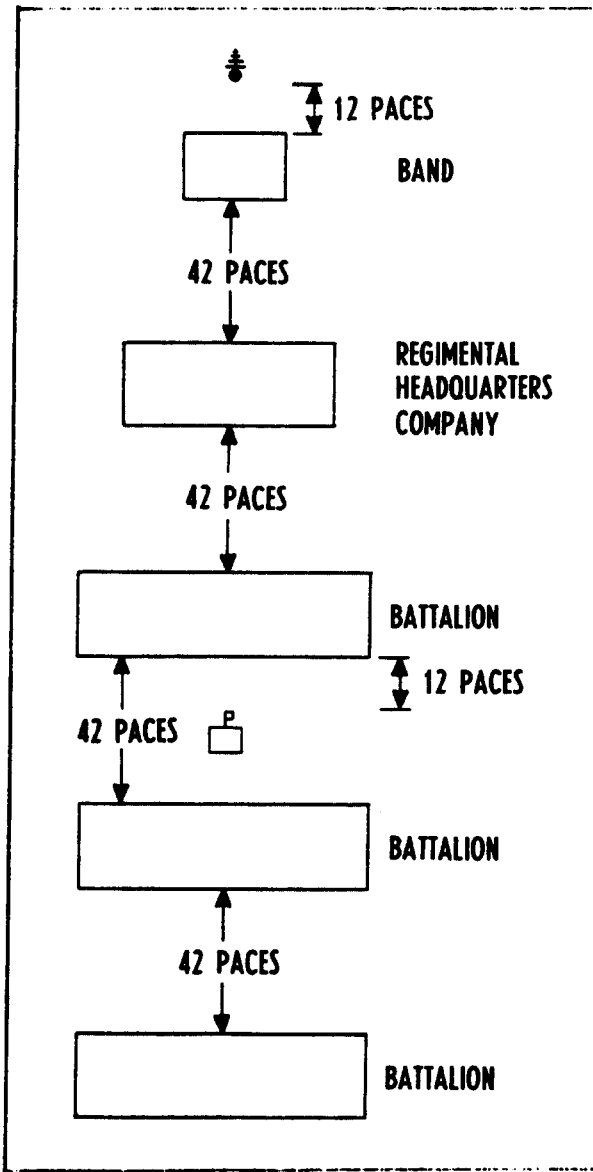 12 PACES
BAND
42 PACES
REGIMENTAL
HEADQUARTERS
COMPANY
42 PACES
BATTALION
12 PACES
42 PACES
BATTALION
42 PACES
BATTALION